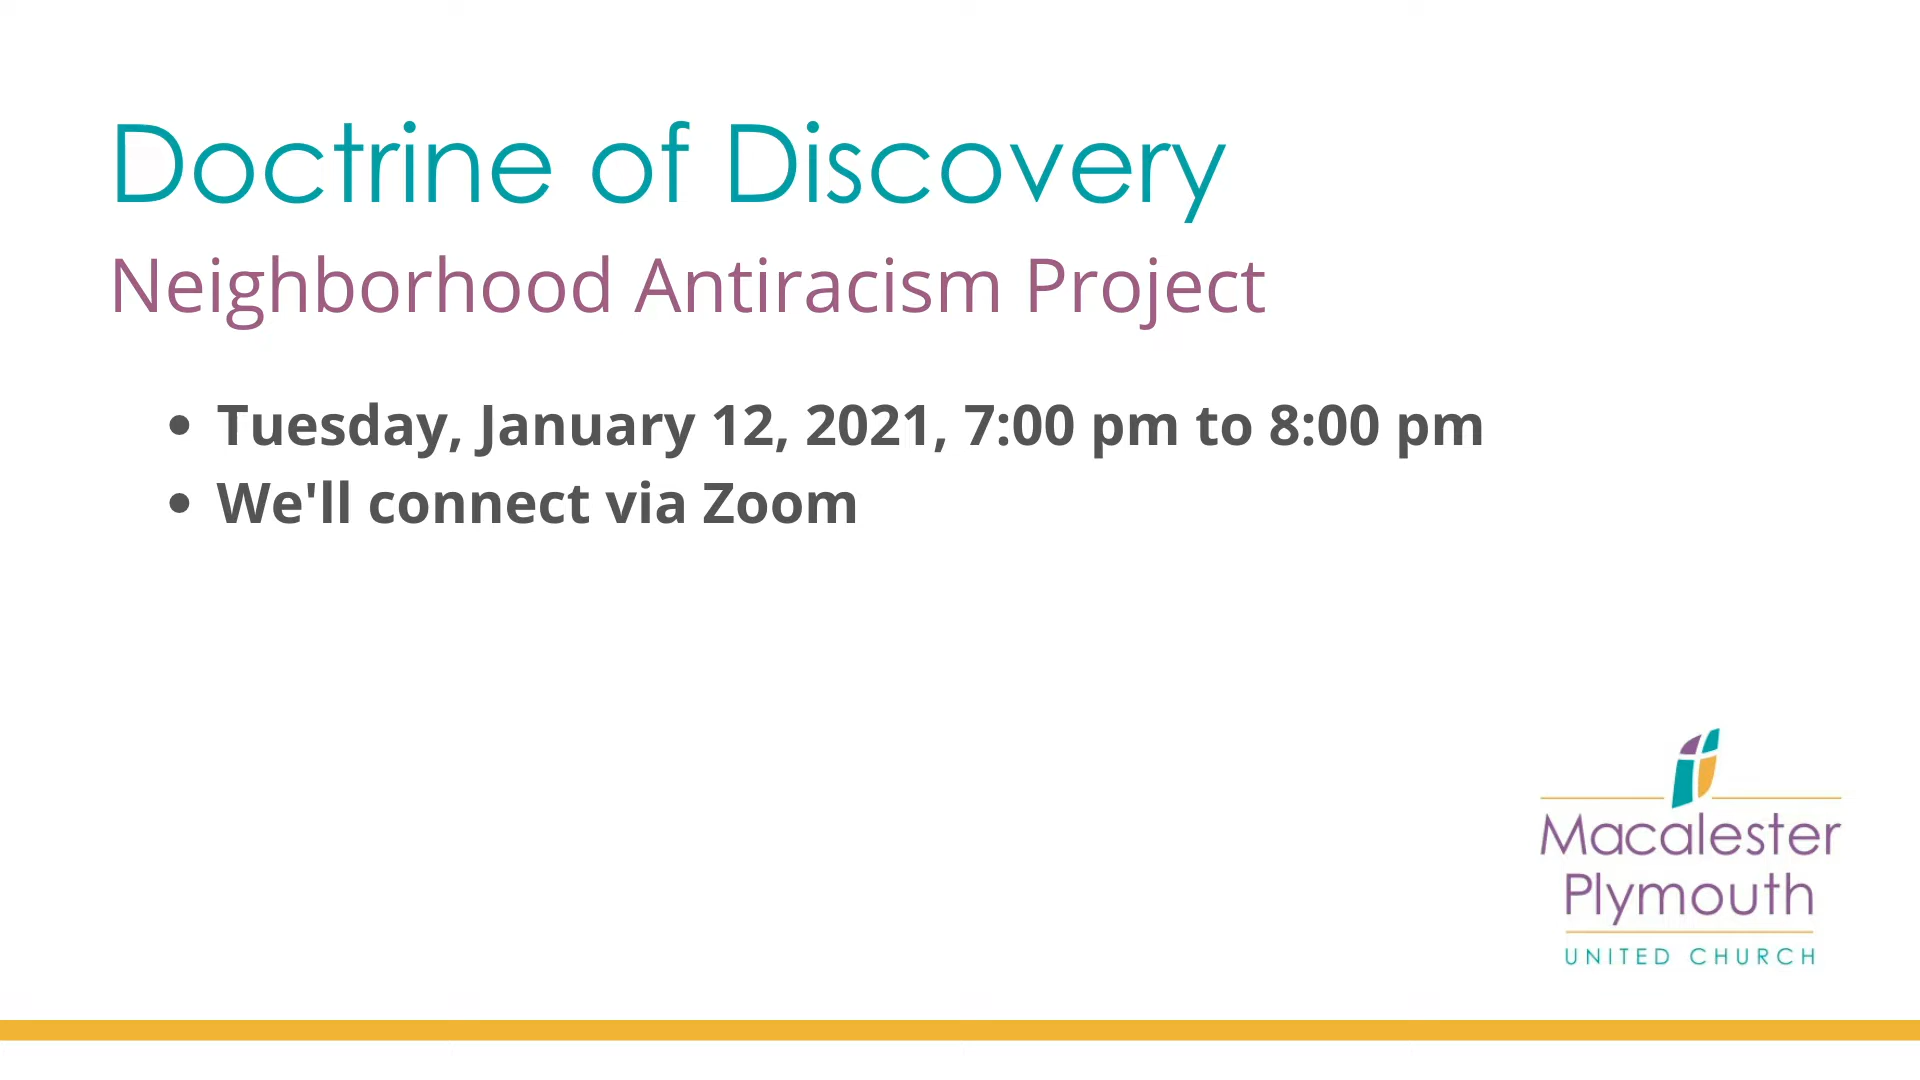 Doctrine of Discovery
Neighborhood Antiracism Project
• Tuesday, January 12, 2021, 7:00 pm to 8:00 pm
• We'll connect via Zoom
Macalester
Plymouth
UNITED CHURCH